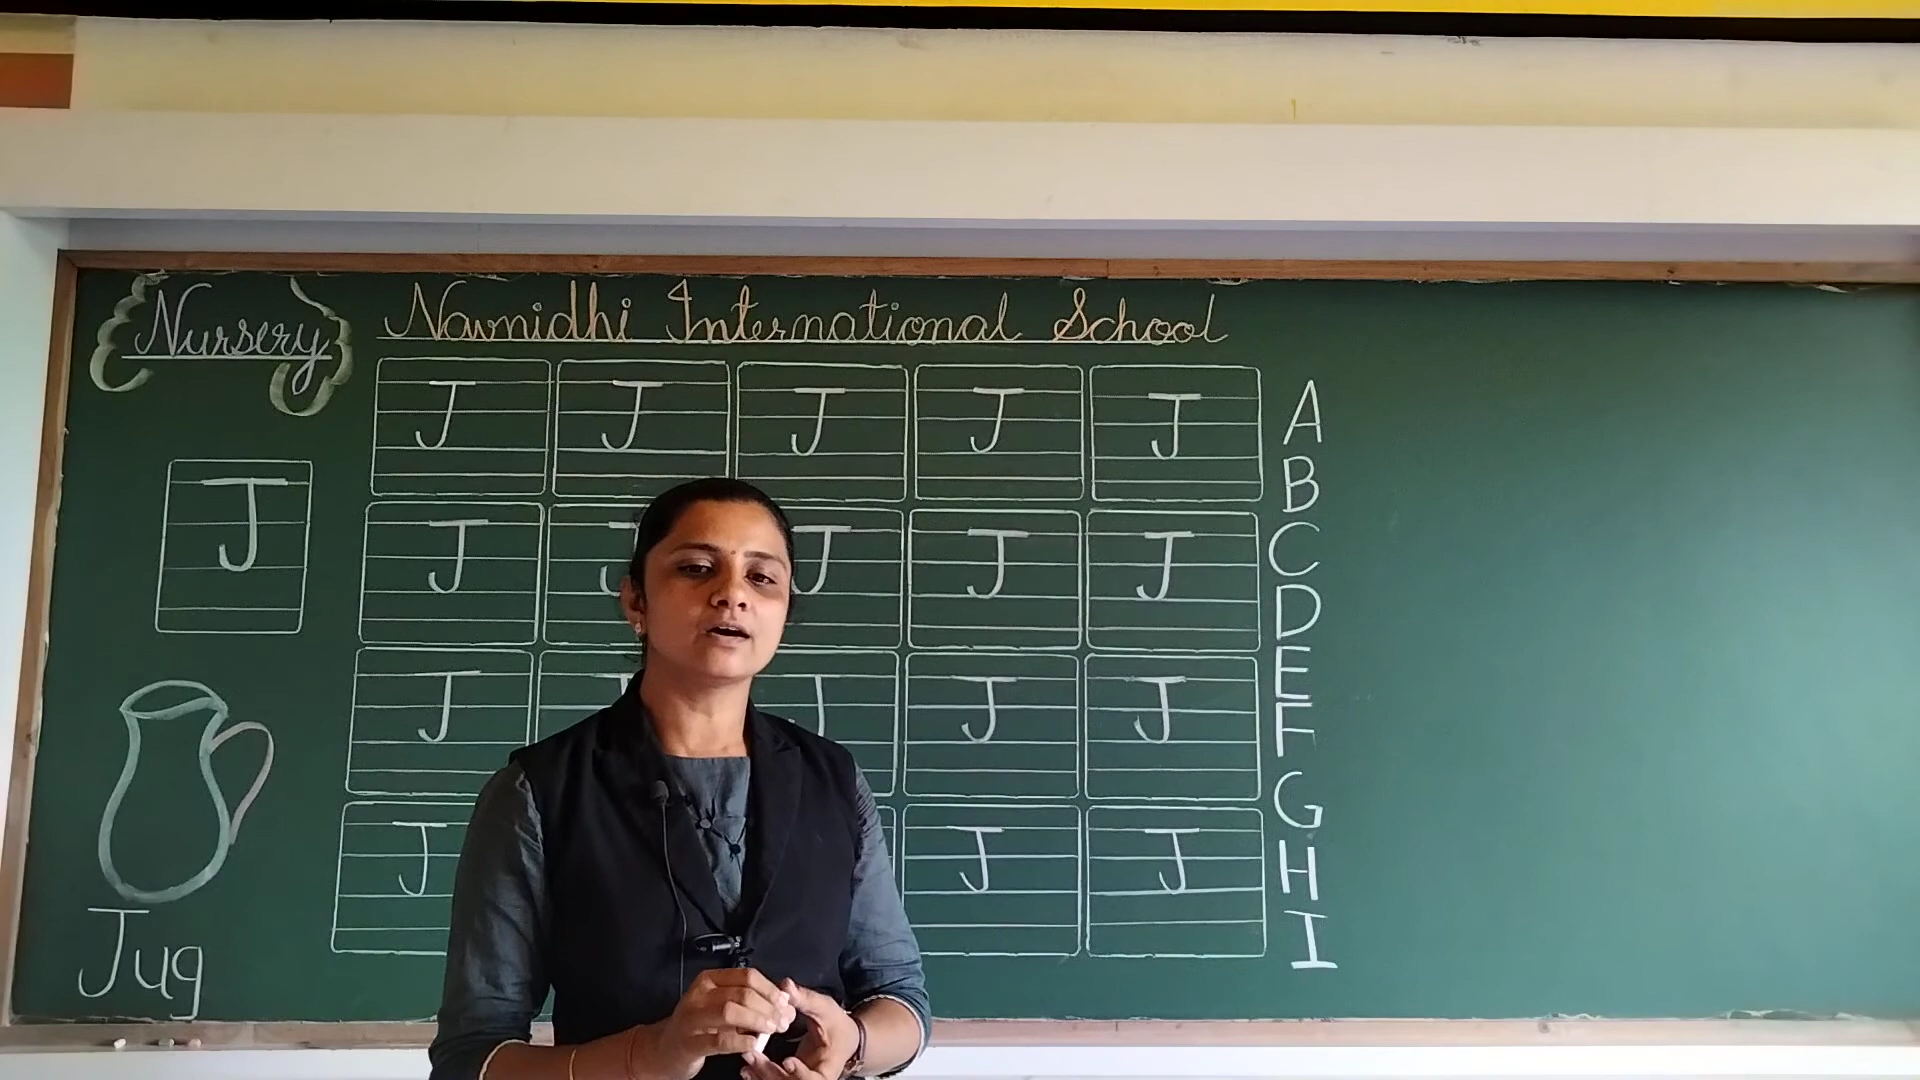 Nursery
Navnidhi International School
J
J J J J J
J J J J J
J J J J J
J J J J
Jug
A
B
C
D
E
F
G
H
I